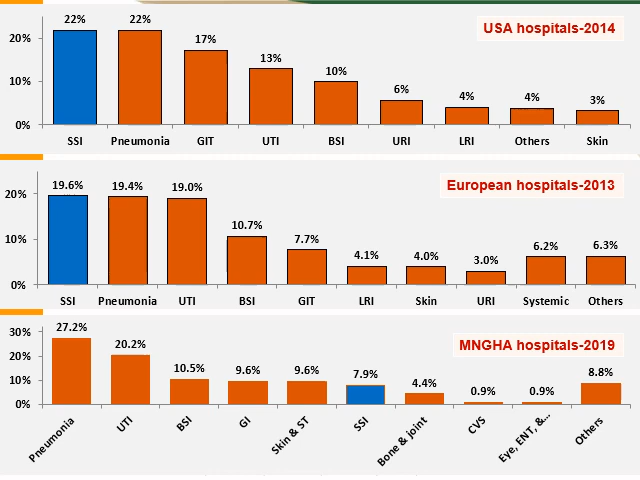 USA hospitals-2014
22% 22% 17% 13% 10% 6% 4% 4% 3%
20%
10%
0%
SSI Pneumonia GIT UTI BSI URI LRI Others Skin
European hospitals-2013
19.6% 19.4% 19.0% 10.7% 7.7% 4.1% 4.0% 3.0% 6.2% 6.3%
20%
10%
0%
SSI Pneumonia UTI BSI GIT LRI Skin URI Systemic Others
MNGHA hospitals-2019
27.2% 20.2% 10.5% 9.6% 9.6% 7.9% 4.4% 0.9% 0.9% 8.8%
30%
20%
10%
0%
Pneumonia UTI BSI GI Skin & ST SSI Bone & joint CVS Eye, ENT, &... Others